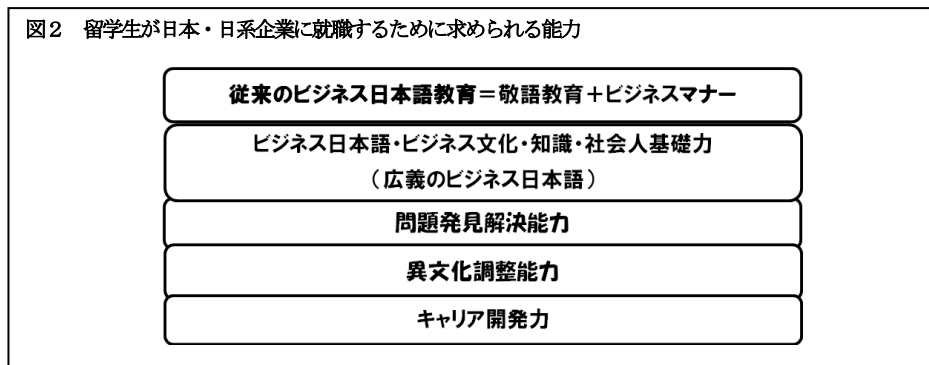 図2　留学生が日本・日系企業に就職するために求められる能力
従来のビジネス日本語教育＝敬語教育＋ビジネスマナー
ビジネス日本語・ビジネス文化・知識・社会人基礎力
（広義のビジネス日本語）
問題発見解決能力
異文化調整能力
キャリア開発力